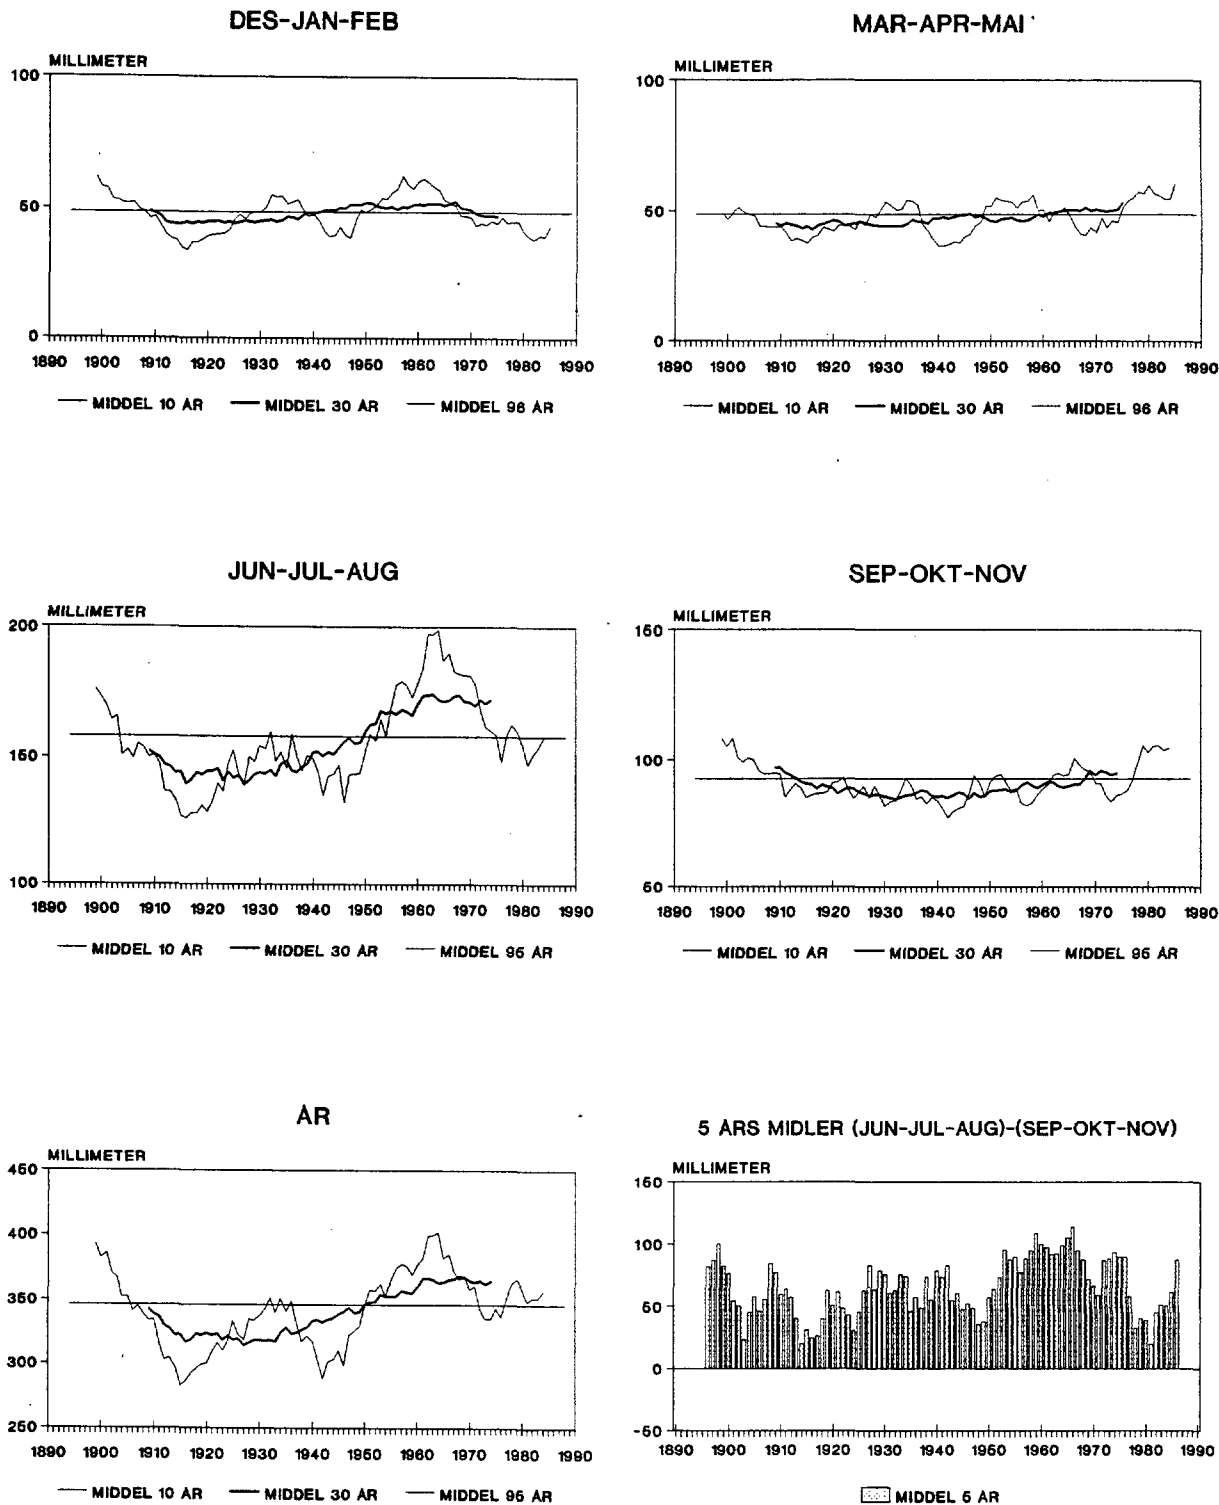 DES-JAN-FEB
MILLIMETER
100
50
0
1890 1900 1910 1920 1930 1940 1950 1960 1970 1980 1990
MIDDEL 10 ÅR MIDDEL 30 ÅR MIDDEL 96 ÅR
MAR-APR-MAI
MILLIMETER
100
50
0
1890 1900 1910 1920 1930 1940 1950 1960 1970 1980 1990
MIDDEL 10 ÅR MIDDEL 30 ÅR MIDDEL 96 ÅR
JUN-JUL-AUG
MILLIMETER
200
150
100
1890 1900 1910 1920 1930 1940 1950 1960 1970 1980 1990
MIDDEL 10 ÅR MIDDEL 30 ÅR MIDDEL 95 ÅR
SEP-OKT-NOV
MILLIMETER
150
100
50
1890 1900 1910 1920 1930 1940 1950 1960 1970 1980 1990
MIDDEL 10 ÅR MIDDEL 30 ÅR MIDDEL 95 ÅR
ÅR
MILLIMETER
450
400
350
300
250
1890 1900 1910 1920 1930 1940 1950 1960 1970 1980 1990
MIDDEL 10 ÅR MIDDEL 30 ÅR MIDDEL 95 ÅR
5 ÅRS MIDLER (JUN-JUL-AUG)-(SEP-OKT-NOV)
MILLIMETER
150
100
50
0
-50
1890 1900 1910 1920 1930 1940 1950 1960 1970 1980 1990
MIDDEL 5 ÅR